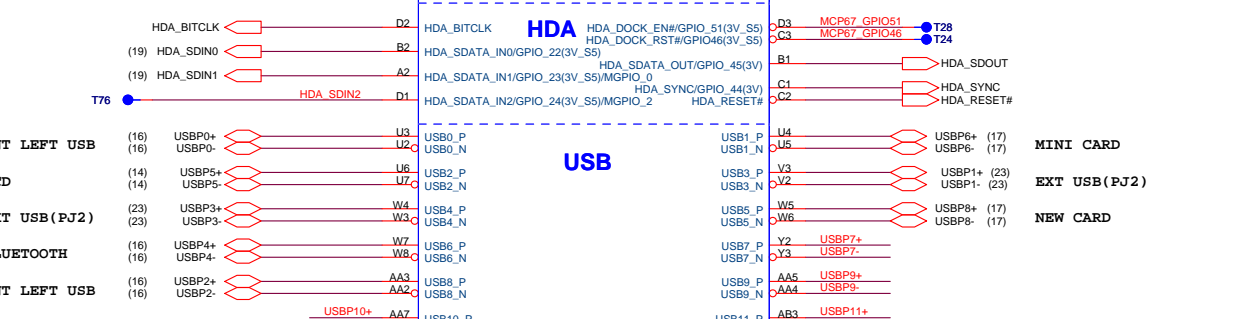 HDA_BITCLK D2 HDA_BITCLK HDA HDA_DOCK_EN#/GPIO_51(3V_S5) D3 MCP67_GPIO51 T28
HDA_DOCK_RST#/GPIO46(3V_S5) C3 MCP67_GPIO46 T24
(19) HDA_SDIN0 B2 HDA_SDATA_IN0/GPIO_22(3V_S5)
HDA_SDATA_OUT/GPIO_45(3V) B1 HDA_SDOUT
(19) HDA_SDIN1 A2 HDA_SDATA_IN1/GPIO_23(3V_S5)/MGPIO_0
HDA_SYNC/GPIO_44(3V) C1 HDA_SYNC
T76 HDA_SDIN2 D1 HDA_SDATA_IN2/GPIO_24(3V_S5)/MGPIO_2 HDA_RESET# C2 HDA_RESET#
USB
NT LEFT USB (16) USBP0+ U3 USB0_P USB1_P U4 USBP6+ (17) MINI CARD
(16) USBP0- U2 USB0_N USB1_N U5 USBP6- (17)
(14) USBP5+ U6 USB2_P USB3_P V3 USBP1+ (23) EXT USB(PJ2)
(14) USBP5- U7 USB2_N USB3_N V2 USBP1- (23)
T USB(PJ2) (23) USBP3+ W4 USB4_P USB5_P W5 USBP8+ (17) NEW CARD
(23) USBP3- W3 USB4_N USB5_N W6 USBP8- (17)
UETOOTH (16) USBP4+ W7 USB6_P USB7_P Y2 USBP7+
(16) USBP4- W8 USB6_N USB7_N Y3 USBP7-
NT LEFT USB (16) USBP2+ AA3 USB8_P USB9_P AA5 USBP9+
(16) USBP2- AA2 USB8_N USB9_N AA4 USBP9-
USBP10+ AA7 USB10_P USB11_P AB3 USBP11+